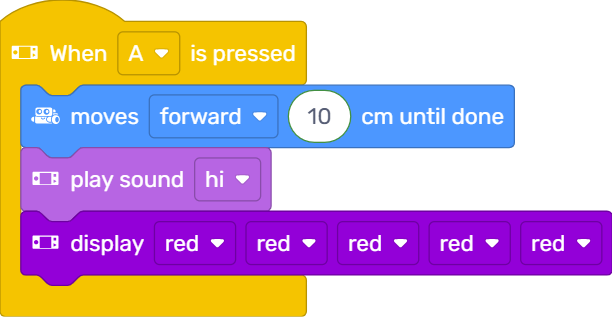 When A is pressed
moves forward 10 cm until done
play sound hi
display red red red red red